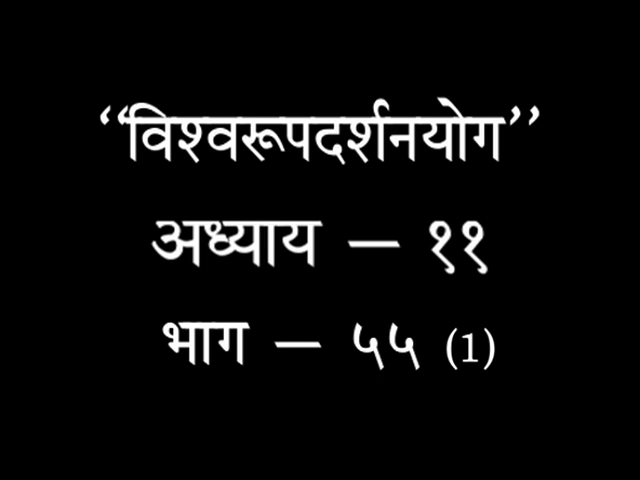 “विश्वरूपदर्शनयोग”
अध्याय – ११
भाग – ५५ (1)